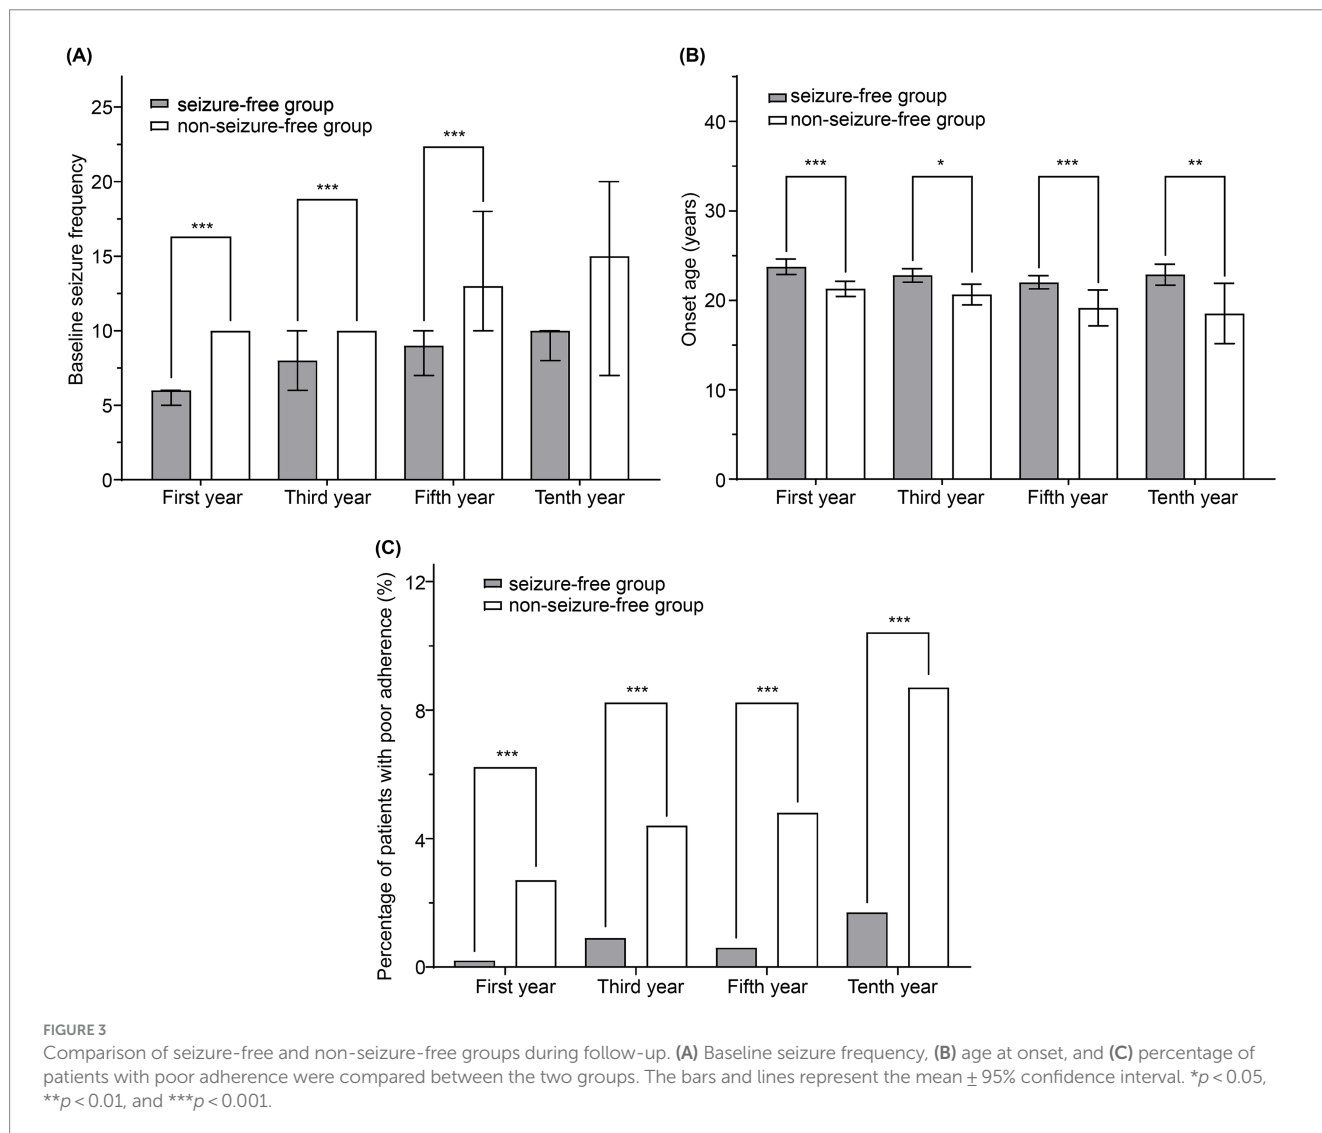 (A)
seizure-free group
non-seizure-free group
Baseline seizure frequency
25
20
15
10
5
0
***
***
***
First year
Third year
Fifth year
Tenth year
(B)
seizure-free group
non-seizure-free group
Onset age (years)
40
30
20
10
0
***
*
***
**
First year
Third year
Fifth year
Tenth year
(C)
seizure-free group
non-seizure-free group
Percentage of patients with poor adherence (%)
12
8
4
0
***
***
***
***
First year
Third year
Fifth year
Tenth year
FIGURE 3
Comparison of seizure-free and non-seizure-free groups during follow-up. (A) Baseline seizure frequency, (B) age at onset, and (C) percentage of
patients with poor adherence were compared between the two groups. The bars and lines represent the mean ± 95% confidence interval. *p < 0.05,
**p < 0.01, and ***p < 0.001.